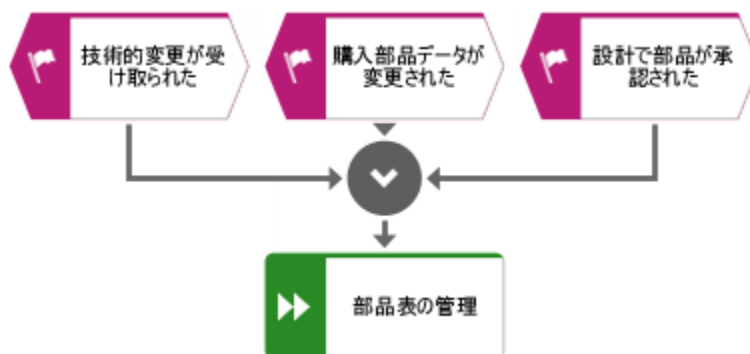 技術的変更が受
け取られた
購入部品データが
変更された
設計で部品が承
認された
部品表の管理